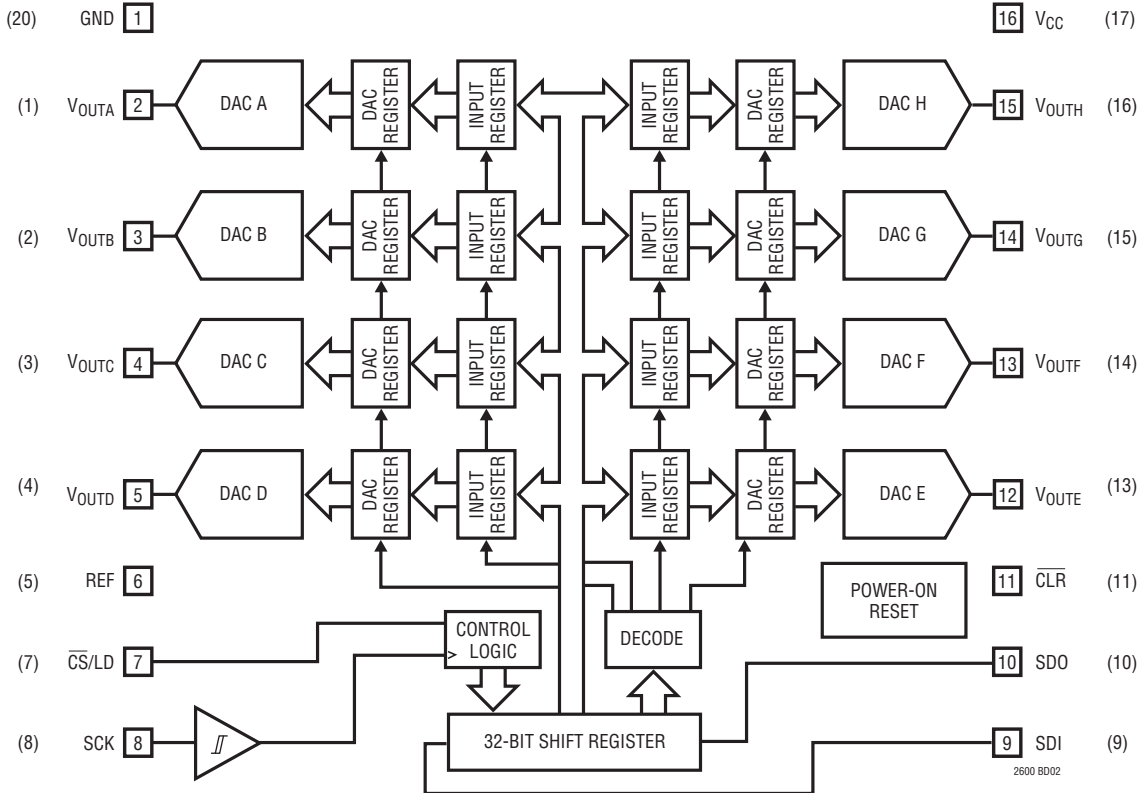 (20) GND 1
16 VCC (17)
(1) VOUTA 2
DAC A
DAC REGISTER
INPUT REGISTER
INPUT REGISTER
DAC REGISTER
DAC H
15 VOUTH (16)
(2) VOUTB 3
DAC B
DAC REGISTER
INPUT REGISTER
INPUT REGISTER
DAC REGISTER
DAC G
14 VOUTG (15)
(3) VOUTC 4
DAC C
DAC REGISTER
INPUT REGISTER
INPUT REGISTER
DAC REGISTER
DAC F
13 VOUTF (14)
(4) VOUTD 5
DAC D
DAC REGISTER
INPUT REGISTER
INPUT REGISTER
DAC REGISTER
DAC E
12 VOUTE (13)
(5) REF 6
POWER-ON
RESET
11 C̅L̅R̅ (11)
(7) C̅S̅/LD 7
CONTROL
LOGIC
DECODE
10 SDO (10)
(8) SCK 8
32-BIT SHIFT REGISTER
9 SDI (9)
2600 BD02